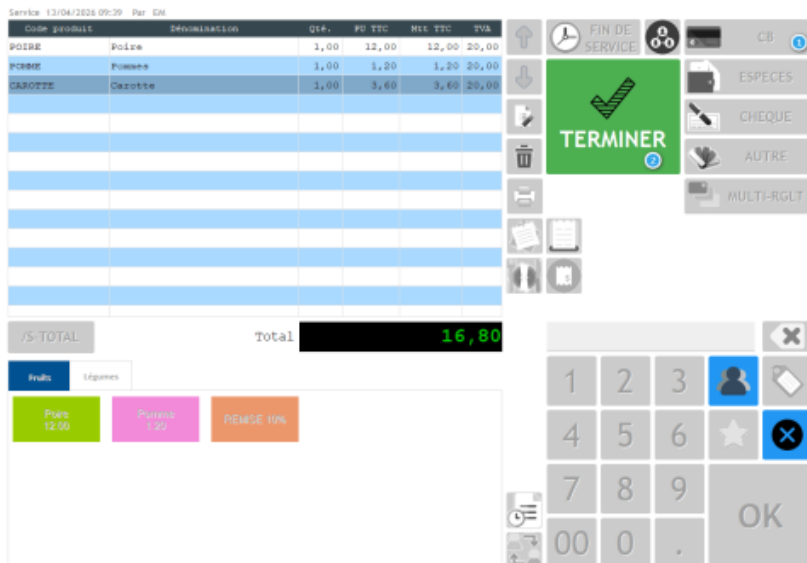 Service 13/04/2026 09:39 Par EM
Code produit Dénomination Qté. PU TTC Mtt TTC TVA
POIRE Poire 1,00 12,00 12,00 20,00
POMME Pommes 1,00 1,20 1,20 20,00
CAROTTE Carotte 1,00 3,60 3,60 20,00
/S-TOTAL Total 16,80
Fruits Légumes
Poire
12.00
Pomme
1.20
REMISE 10%
FIN DE
SERVICE
TERMINER
2
CB
1
ESPECES
CHEQUE
AUTRE
MULTI-RGLT
1 2 3
4 5 6
7 8 9
00 0 .
OK